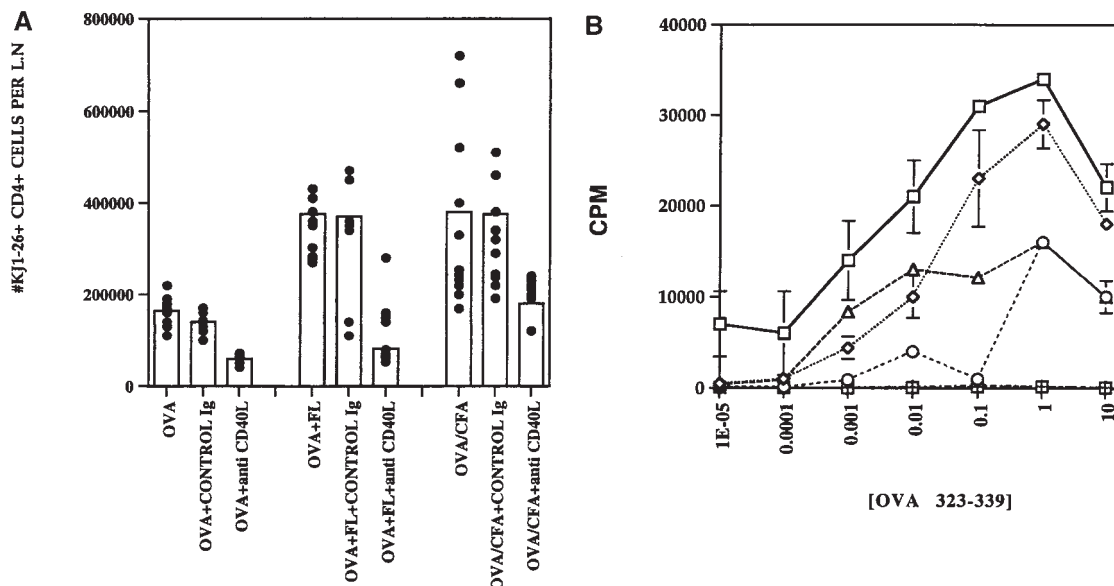 A
#KJ1-26+ CD4+ CELLS PER L.N
800000
600000
400000
200000
0
OVA
OVA+CONTROL Ig
OVA+anti CD40L
OVA+FL
OVA+FL+CONTROL Ig
OVA+FL+anti CD40L
OVA/CFA
OVA/CFA+CONTROL Ig
OVA/CFA+anti CD40L
B
CPM
40000
30000
20000
10000
0
1E-05
0.0001
0.001
0.01
0.1
1
10
[OVA 323-339]